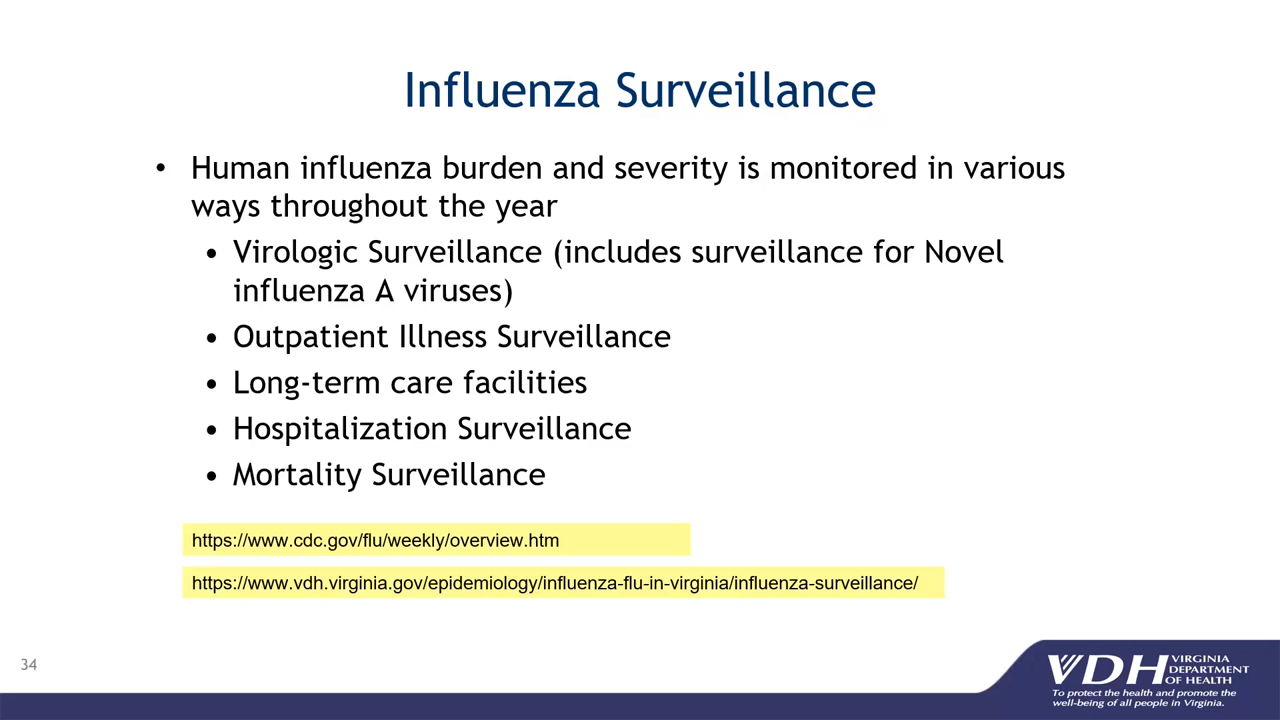 Influenza Surveillance
• Human influenza burden and severity is monitored in various
ways throughout the year
• Virologic Surveillance (includes surveillance for Novel
influenza A viruses)
• Outpatient Illness Surveillance
• Long-term care facilities
• Hospitalization Surveillance
• Mortality Surveillance
https://www.cdc.gov/flu/weekly/overview.htm
https://www.vdh.virginia.gov/epidemiology/influenza-flu-in-virginia/influenza-surveillance/
34
VDH
VIRGINIA
DEPARTMENT
OF HEALTH
To protect the health and promote the
well-being of all people in Virginia.